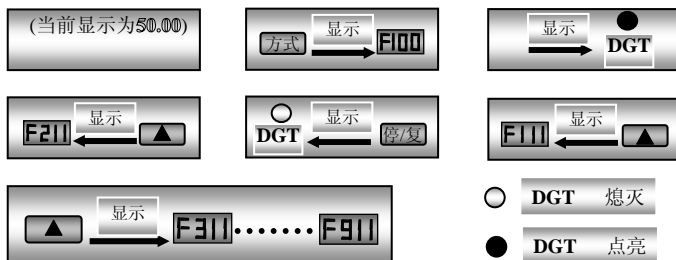 (当前显示为50.00)
方式 显示 F100
显示 DGT
F211 显示 ▲
DGT 显示 停/复
F111 显示 ▲
▲ 显示 F311······· F911
DGT 熄灭
DGT 点亮